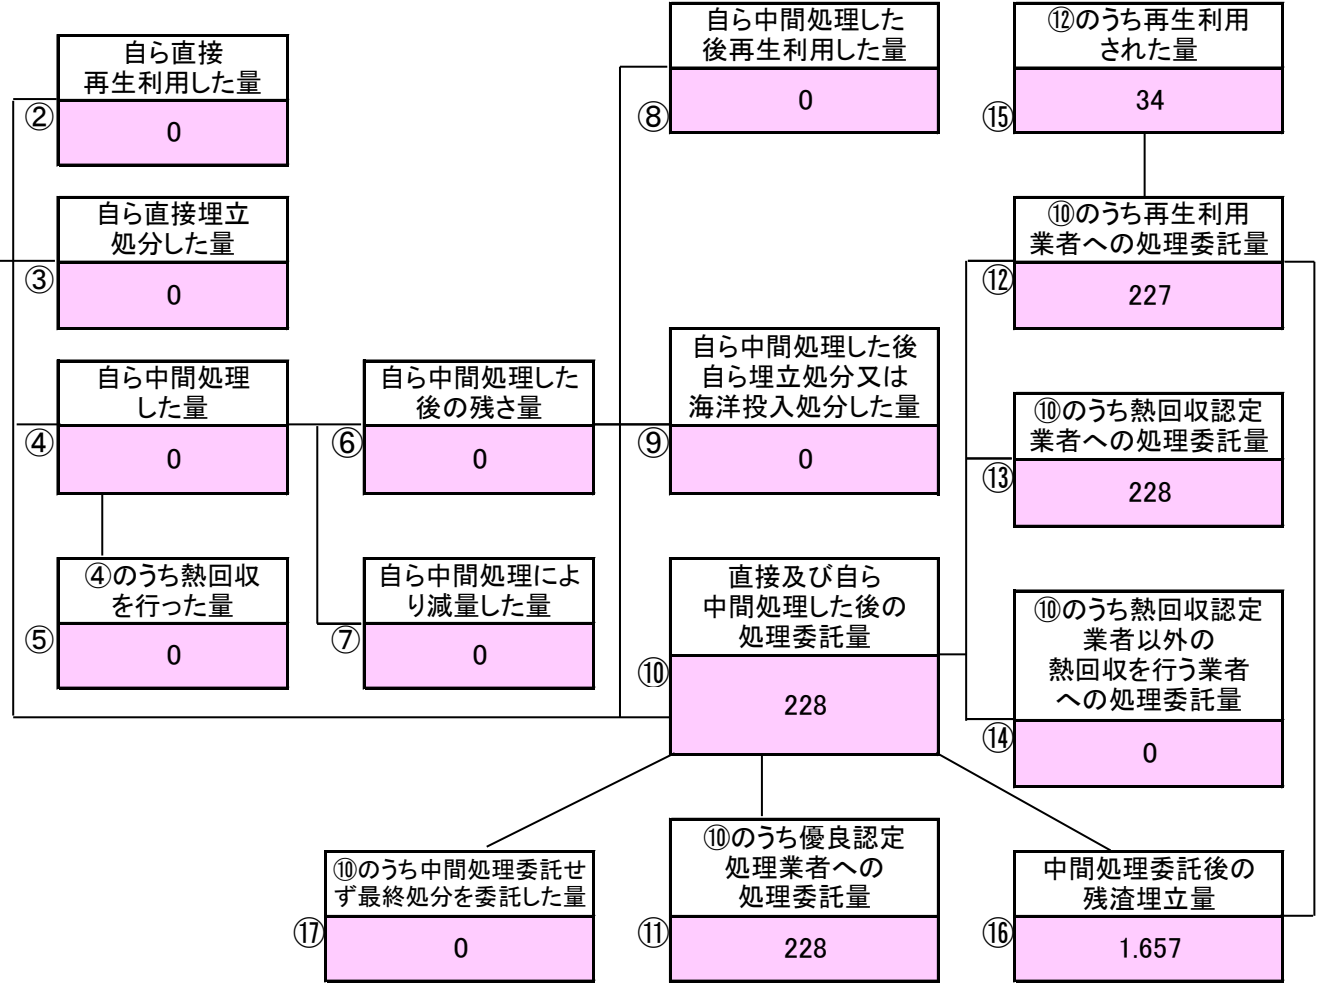 自ら直接
再生利用した量
②
0
自ら直接埋立
処分した量
③
0
自ら中間処理
した量
④
0
④のうち熱回収
を行った量
⑤
0
自ら中間処理した
後の残さ量
⑥
0
自ら中間処理によ
り減量した量
⑦
0
自ら中間処理した
後再生利用した量
⑧
0
自ら中間処理した後
自ら埋立処分又は
海洋投入処分した量
⑨
0
直接及び自ら
中間処理した後の
処理委託量
⑩
228
⑩のうち優良認定
処理業者への
処理委託量
⑪
228
⑫のうち再生利用
された量
⑮
34
⑩のうち再生利用
業者への処理委託量
⑫
227
⑩のうち熱回収認定
業者への処理委託量
⑬
228
⑩のうち熱回収認定
業者以外の
熱回収を行う業者
への処理委託量
⑭
0
中間処理委託後の
残渣埋立量
⑯
1.657
⑩のうち中間処理委託せ
ず最終処分を委託した量
⑰
0